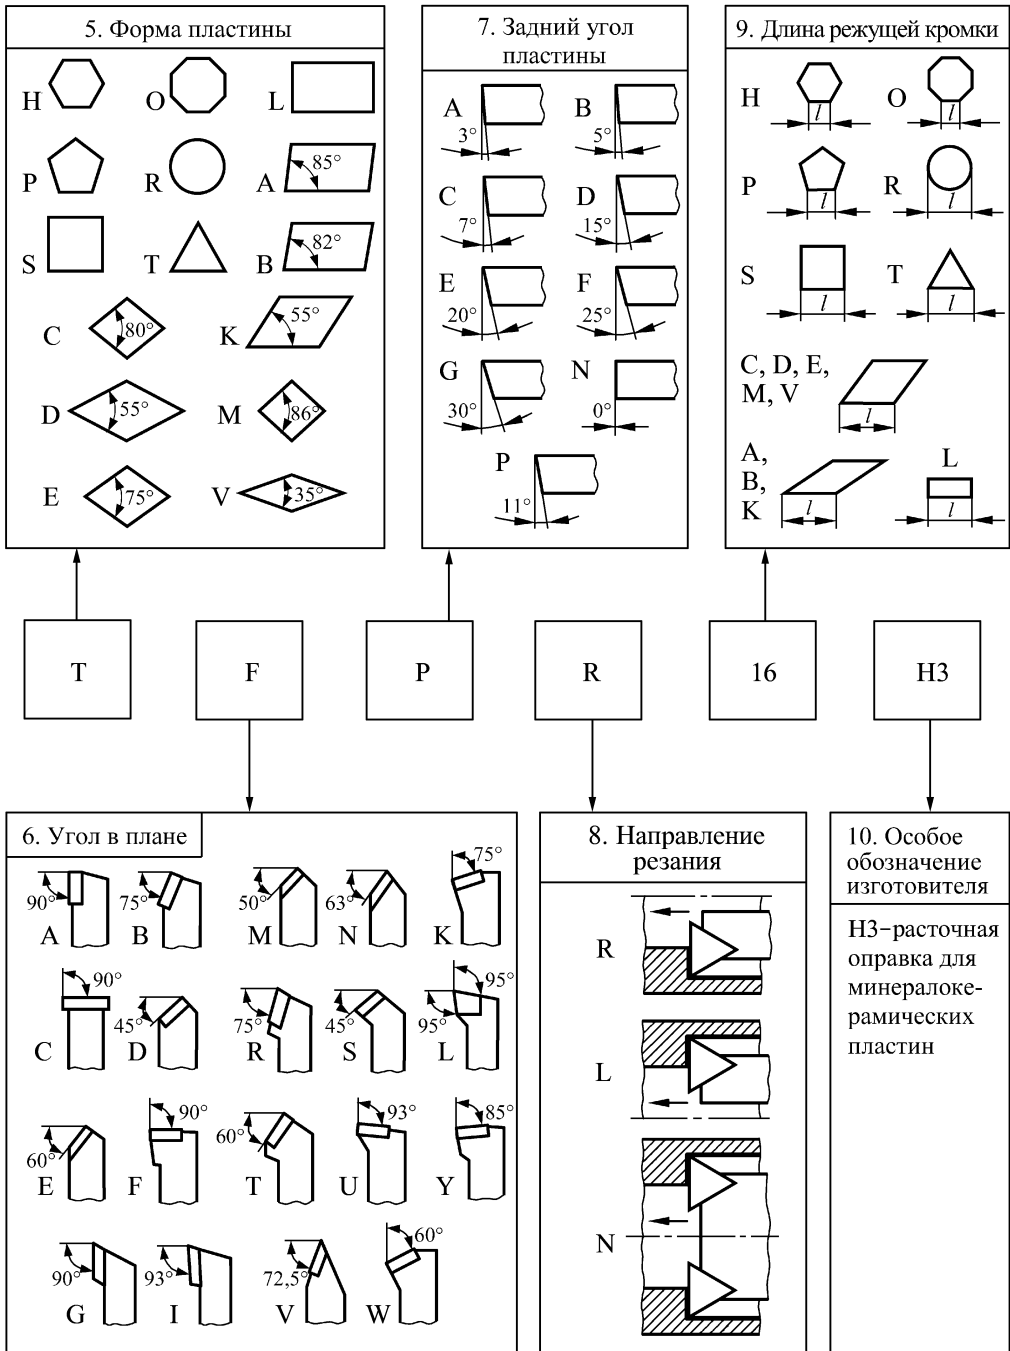 5. Форма пластины
H O L
P R A 85°
S T B 82°
C 80° K 55°
D 55° M 86°
E 75° V 35°
7. Задний угол
пластины
A B
3° 5°
C D
7° 15°
E F
20° 25°
G N
30° 0°
P
11°
9. Длина режущей кромки
H l O l
P l R l
S l T l
C, D, E,
M, V
l
A,
B,
K
l
L
l
T F P R 16 H3
6. Угол в плане
90° 75° 50° 63° 75°
A B M N K
90° 45° 75° 45° 95° 95°
C D R S L
60° 90° 60° 93° 85°
E F T U Y
90° 93° 72,5° 60°
G I V W
8. Направление
резания
R
L
N
10. Особое
обозначение
изготовителя
H3-расточная
оправка для
минералоке-
рамических
пластин